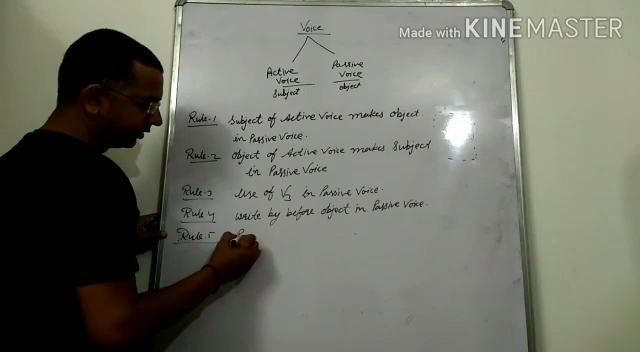 Made with KINEMASTER
Voice
Active Passive
Voice Voice
Subject object
Rule-1 Subject of Active Voice makes object
in Passive Voice.
Rule-2 object of Active Voice makes Subject
in Passive Voice
Rule-3 Use of V3 in Passive Voice.
Rule-4 write by before object in Passive Voice.
Rule-5